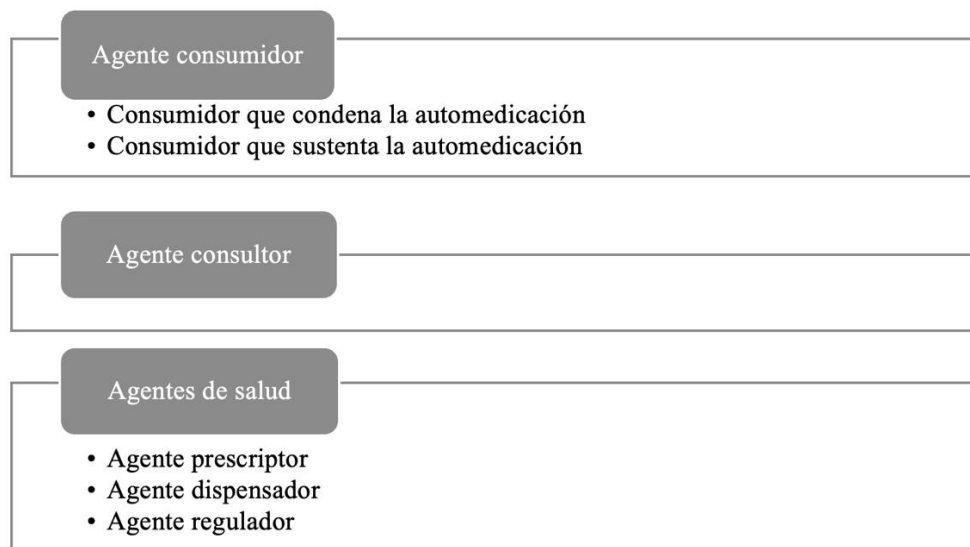 Agente consumidor
• Consumidor que condena la automedicación
• Consumidor que sustenta la automedicación
Agente consultor
Agentes de salud
• Agente prescriptor
• Agente dispensador
• Agente regulador